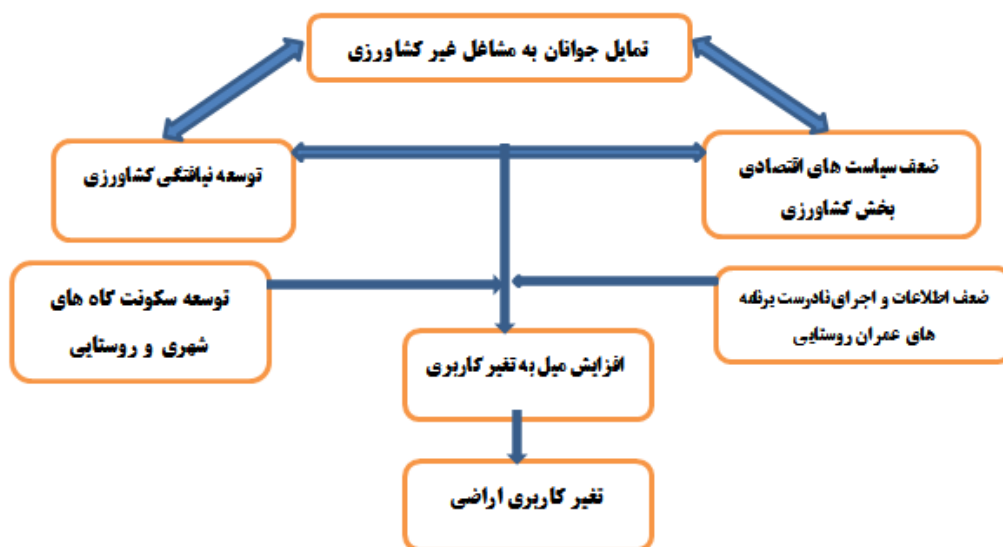 تمایل جوانان به مشاغل غیر کشاورزی
ضعف سیاست های اقتصادی
بخش کشاورزی
توسعه نیافتگی کشاورزی
ضعف اطلاعات و اجرای نادرست برنامه
های عمران روستایی
توسعه سکونت گاه های
شهری و روستایی
افزایش میل به تغیر کاربری
تغیر کاربری اراضی